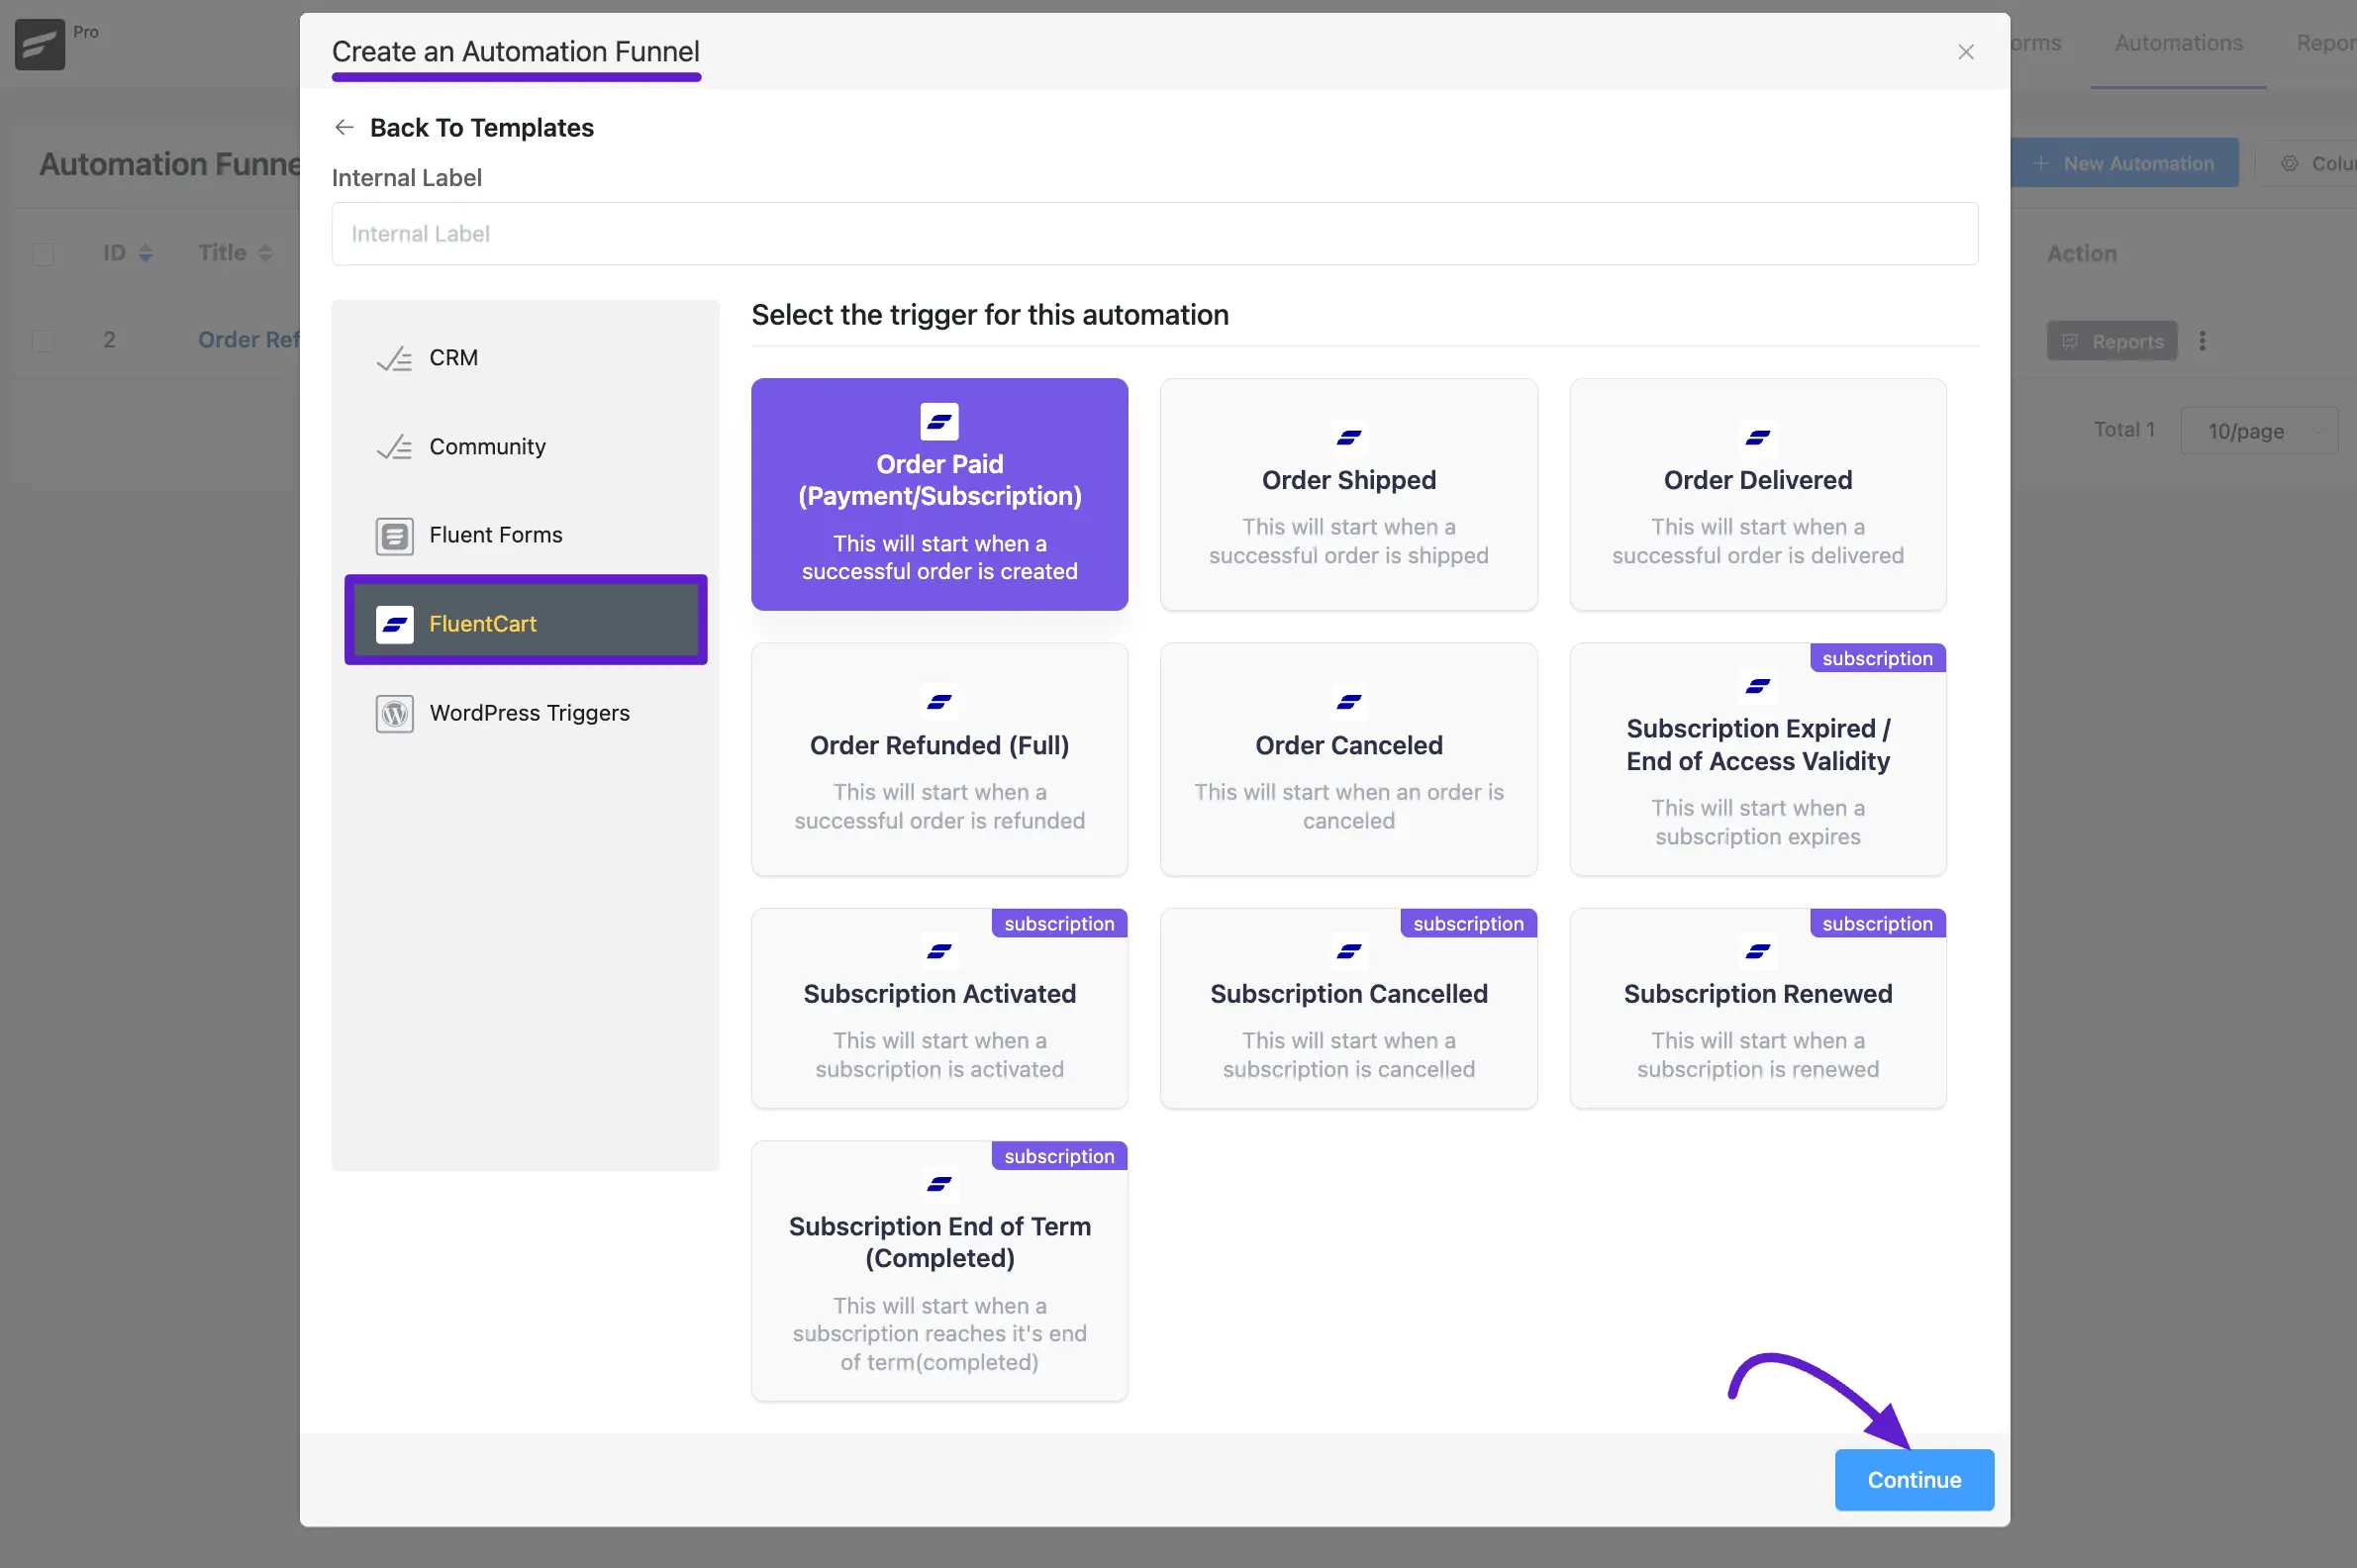 Pro
Create an Automation Funnel
Automations
Back To Templates
Internal Label
Internal Label
New Automation
ID
Title
Action
2
Reports
Total 1
10/page
CRM
Community
Fluent Forms
FluentCart
WordPress Triggers
Select the trigger for this automation
Order Paid
(Payment/Subscription)
This will start when a
successful order is created
Order Shipped
This will start when a
successful order is shipped
Order Delivered
This will start when a
successful order is delivered
Order Refunded (Full)
This will start when a
successful order is refunded
Order Canceled
This will start when an order is
canceled
subscription
Subscription Expired /
End of Access Validity
This will start when a
subscription expires
subscription
Subscription Activated
This will start when a
subscription is activated
subscription
Subscription Cancelled
This will start when a
subscription is cancelled
subscription
Subscription Renewed
This will start when a
subscription is renewed
subscription
Subscription End of Term
(Completed)
This will start when a
subscription reaches it's end
of term(completed)
Continue
Automation
Order